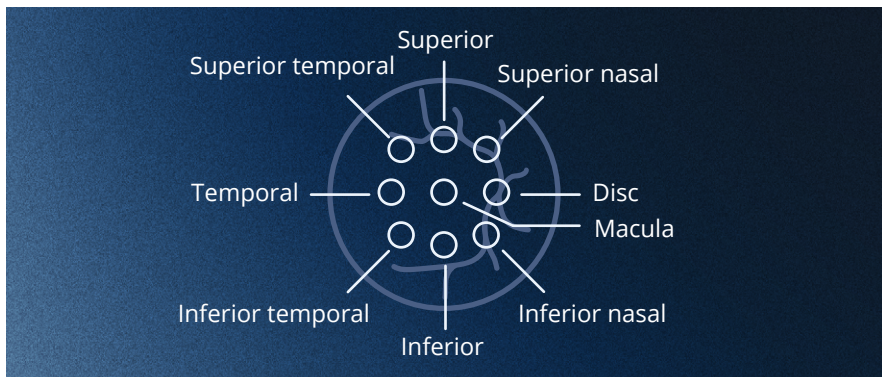 Superior
Superior temporal
Superior nasal
Temporal
Disc
Macula
Inferior temporal
Inferior nasal
Inferior